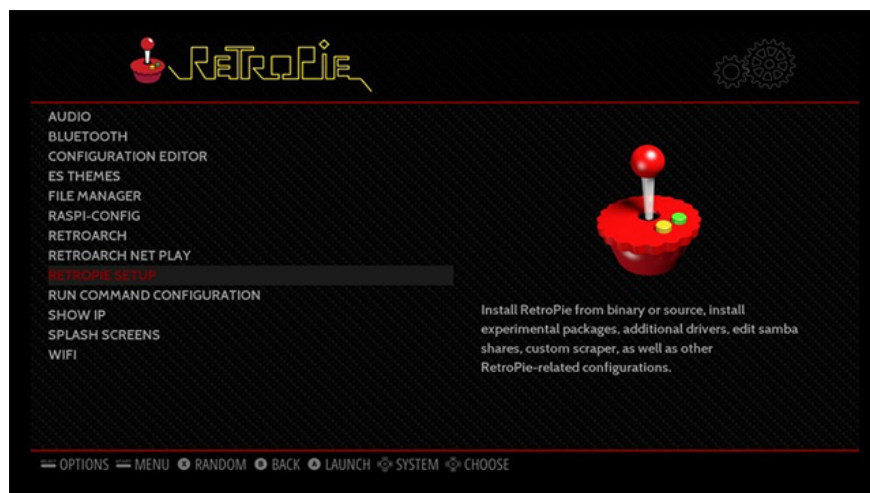 RETROPIE
AUDIO
BLUETOOTH
CONFIGURATION EDITOR
ES THEMES
FILE MANAGER
RASPI-CONFIG
RETROARCH
RETROARCH NET PLAY
RETROPIE SETUP
RUN COMMAND CONFIGURATION
SHOW IP
SPLASH SCREENS
WIFI
Install RetroPie from binary or source, install
experimental packages, additional drivers, edit samba
shares, custom scraper, as well as other
RetroPie-related configurations.
SELECT OPTIONS START MENU X RANDOM B BACK A LAUNCH SYSTEM CHOOSE